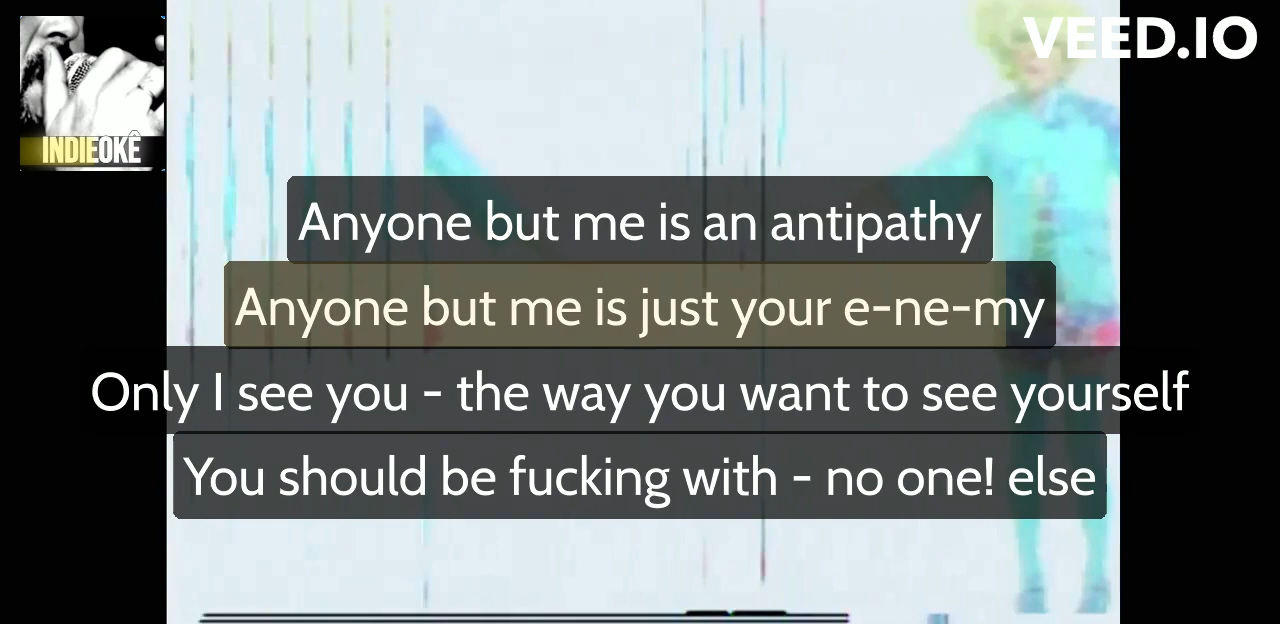 VEED.IO
INDIEOKÊ
Anyone but me is an antipathy
Anyone but me is just your e-ne-my
Only I see you - the way you want to see yourself
You should be fucking with - no one! else